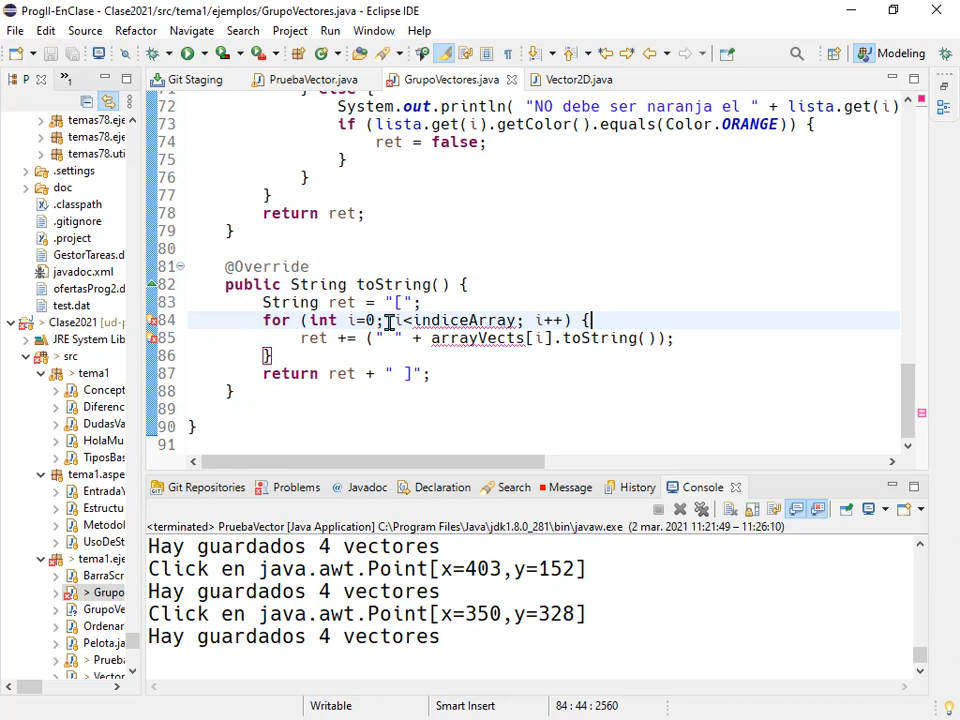 ProgII-EnClase - Clase2021/src/tema1/ejemplos/GrupoVectores.java - Eclipse IDE
File Edit Source Refactor Navigate Search Project Run Window Help
Modeling
P
Git Staging
PruebaVector.java
GrupoVectores.java
Vector2D.java
temas78.eje
temas78.eje
temas78.uti
.settings
doc
.classpath
.gitignore
.project
GestorTareas.d
javadoc.xml
ofertasProg2.d
test.dat
Clase2021 [ud-p
JRE System Lib
src
tema1
Concept
Diferenc
DudasVa
HolaMu
TiposBa
tema1.aspe
EntradaY
Estructu
Metodol
UsoDeSt
tema1.eje
BarraScr
> Grupo
GrupoVe
Ordenar
Pelota.ja
> Prueb
Vector
72 System.out.println( "NO debe ser naranja el " + lista.get(i)
73 if (lista.get(i).getColor().equals(Color.ORANGE)) {
74 ret = false;
75 }
76 }
77 }
78 return ret;
79 }
80
81 @Override
82 public String toString() {
83 String ret = "[";
84 for (int i=0; i<indiceArray; i++) {
85 ret += (" " + arrayVects[i].toString());
86 }
87 return ret + " ]";
88 }
89
90 }
91
Git Repositories Problems Javadoc Declaration Search Message History Console
<terminated> PruebaVector [Java Application] C:\Program Files\Java\jdk1.8.0_281\bin\javaw.exe (2 mar. 2021 11:21:49 – 11:26:10)
Hay guardados 4 vectores
Click en java.awt.Point[x=403,y=152]
Hay guardados 4 vectores
Click en java.awt.Point[x=350,y=328]
Hay guardados 4 vectores
Writable Smart Insert 84 : 44 : 2560